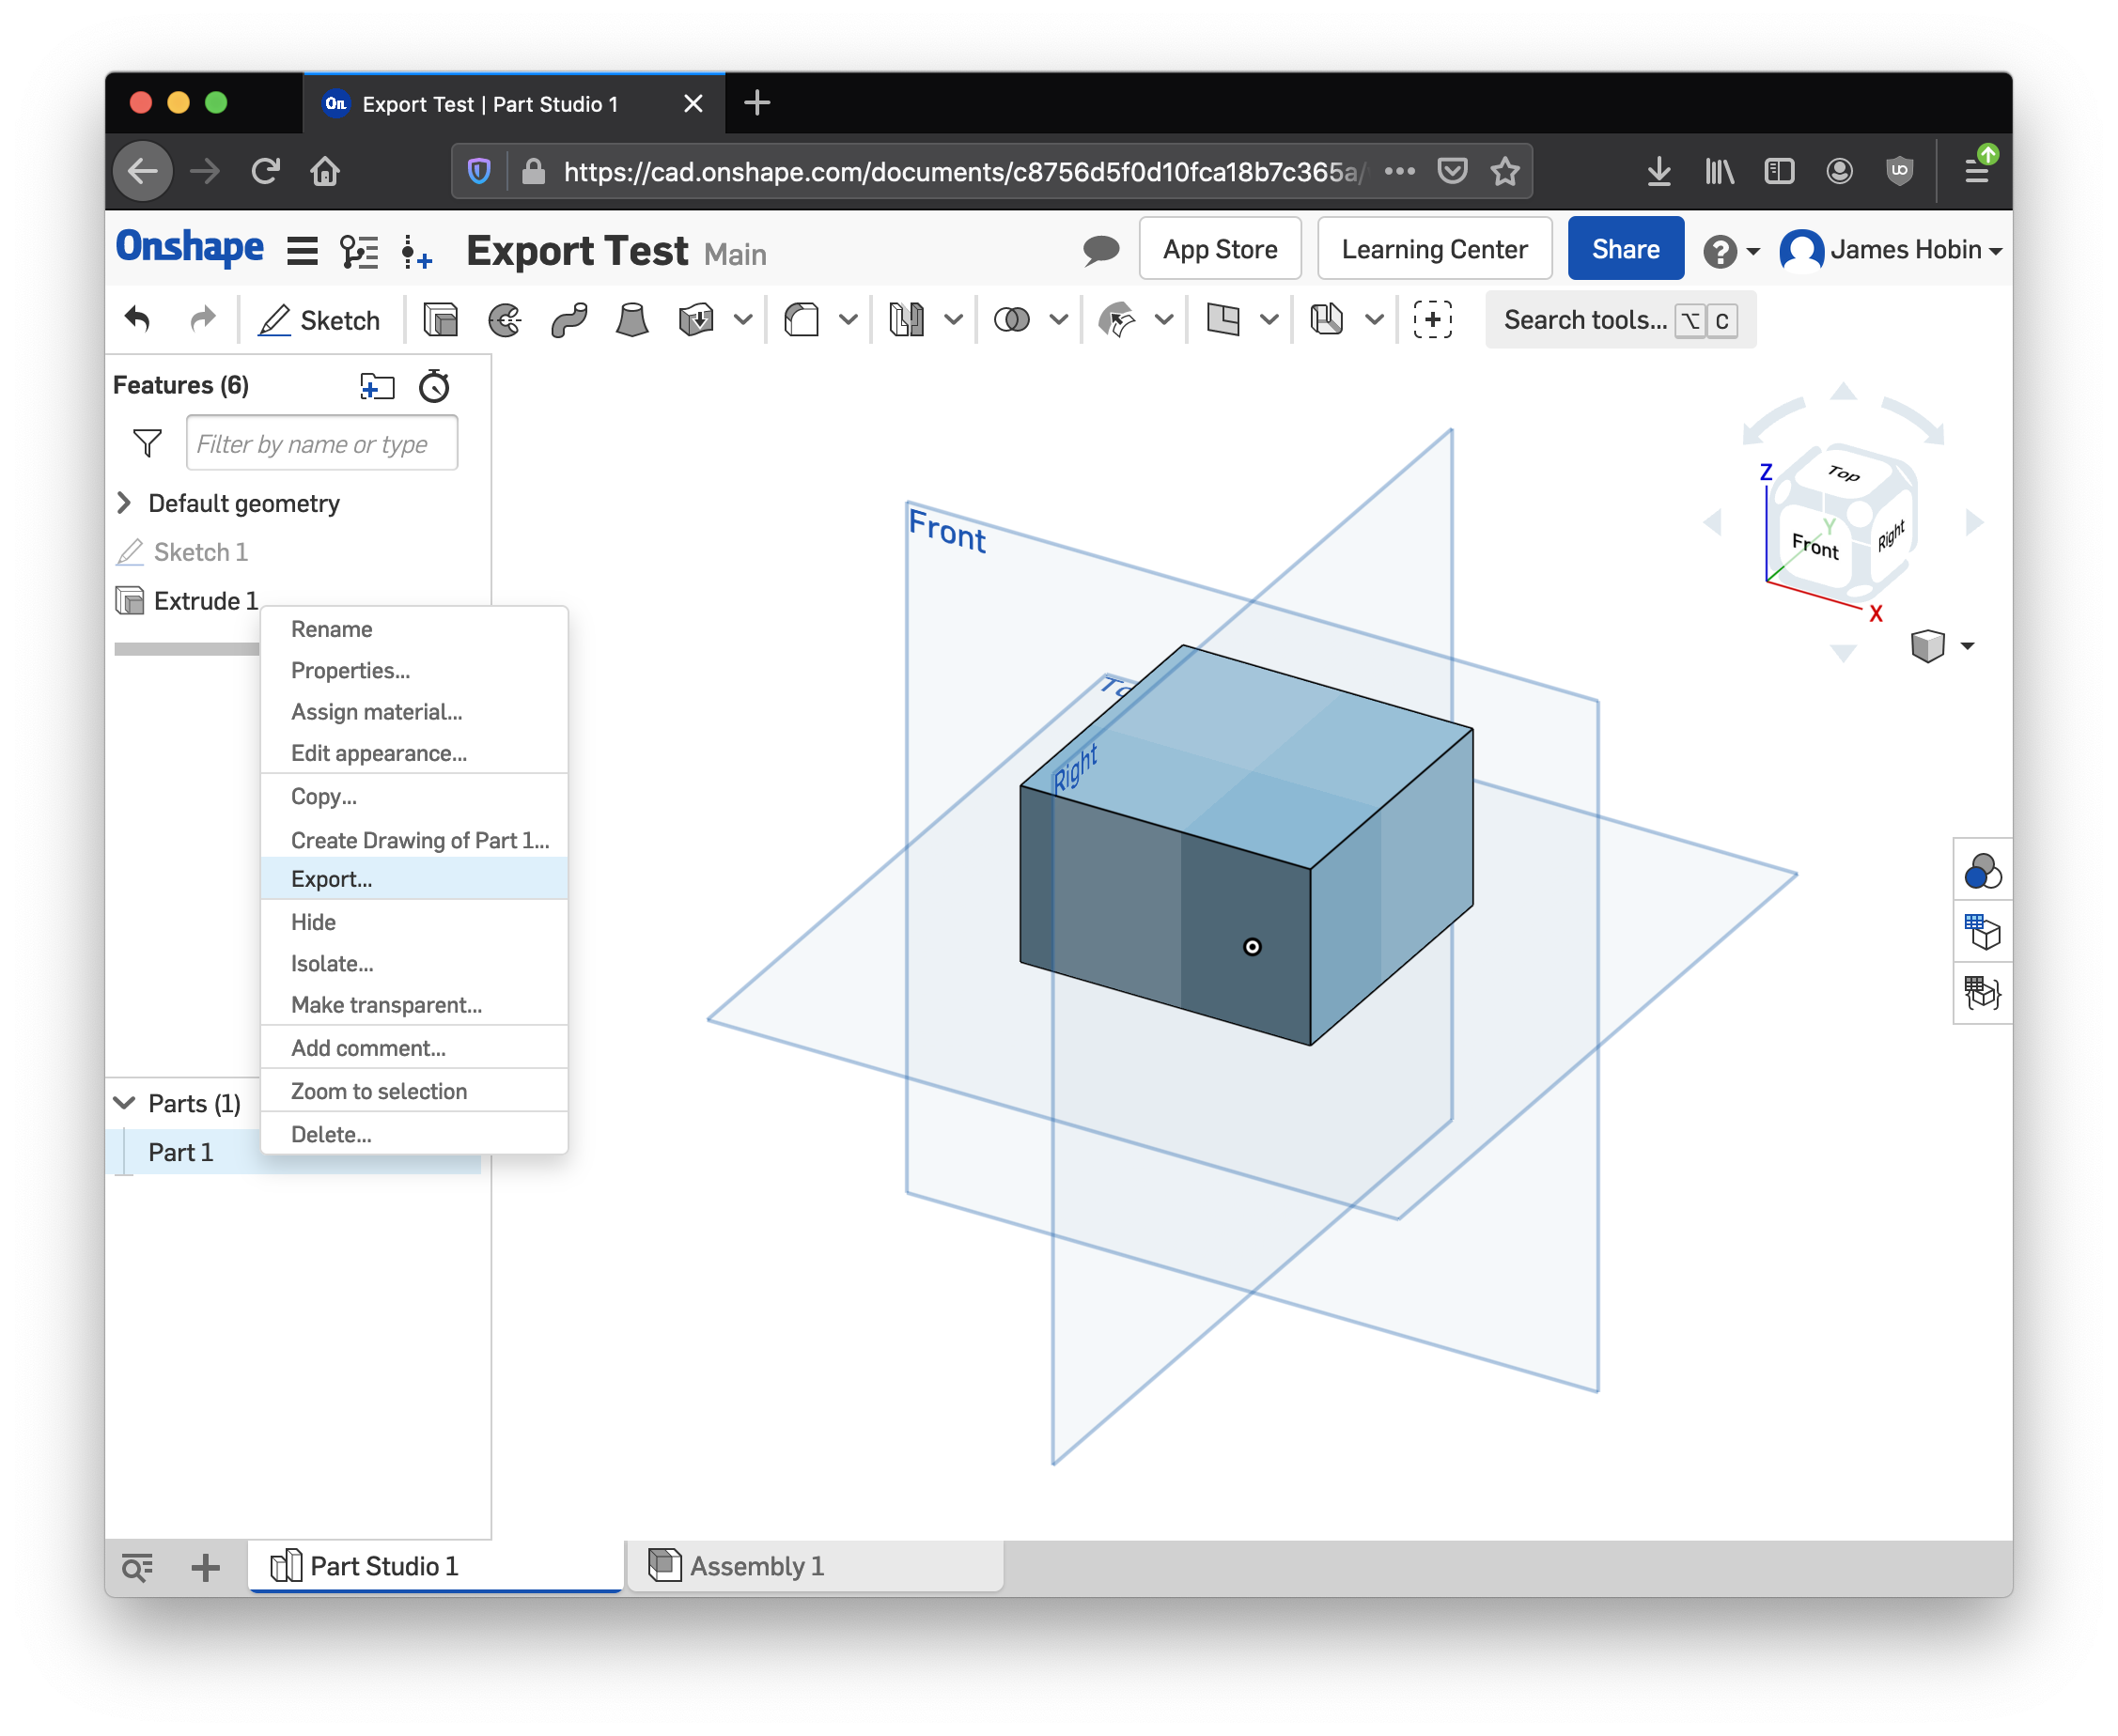 Export Test | Part Studio 1
https://cad.onshape.com/documents/c8756d5f0d10fca18b7c365a/
Onshape Export Test Main App Store Learning Center Share James Hobin
Sketch Search tools... ⌥ C
Features (6)
Filter by name or type
Default geometry
Sketch 1
Extrude 1
Rename
Properties...
Assign material...
Edit appearance...
Copy...
Create Drawing of Part 1...
Export...
Hide
Isolate...
Make transparent...
Add comment...
Zoom to selection
Delete...
Parts (1)
Part 1
Front
To
Right
Z
Top
Y
Front
Right
X
Part Studio 1
Assembly 1